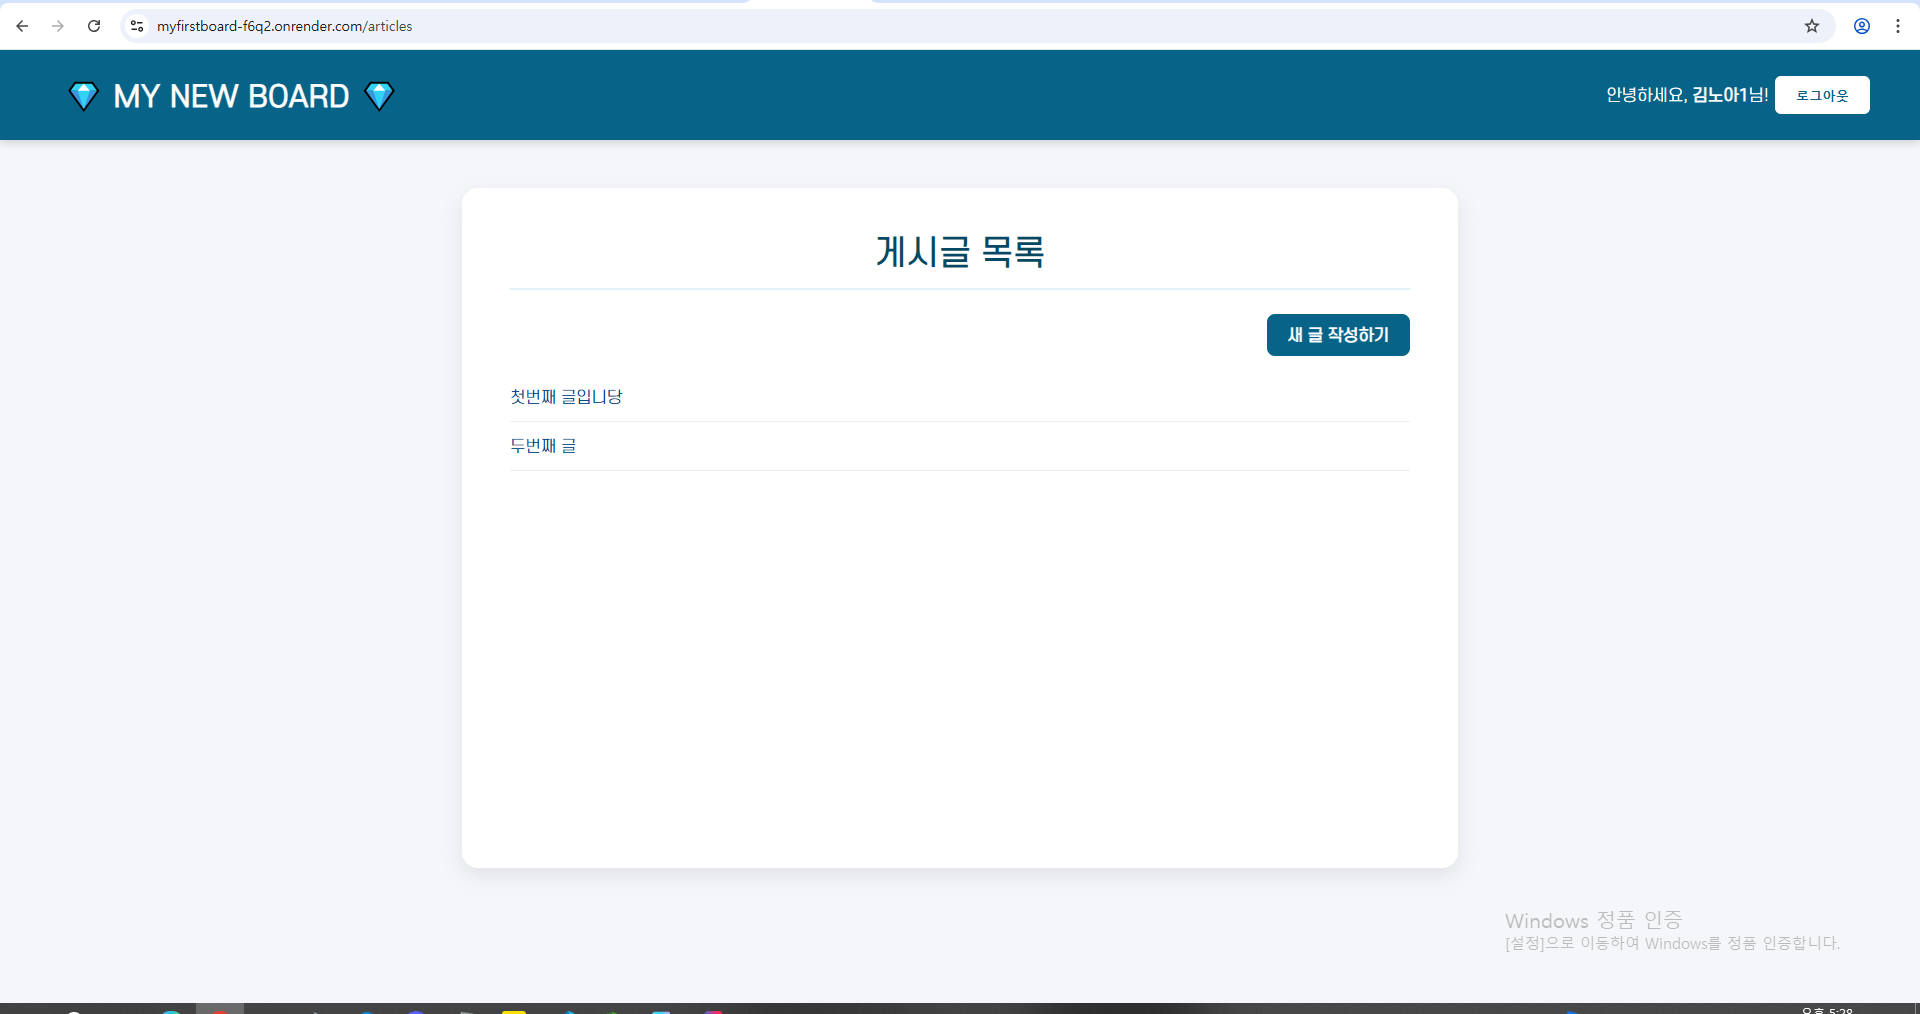 myfirstboard-f6q2.onrender.com/articles
MY NEW BOARD
안녕하세요, 김노아1님!
로그아웃
게시글 목록
새 글 작성하기
첫번째 글입니당
두번째 글
Windows 정품 인증
[설정]으로 이동하여 Windows를 정품 인증합니다.